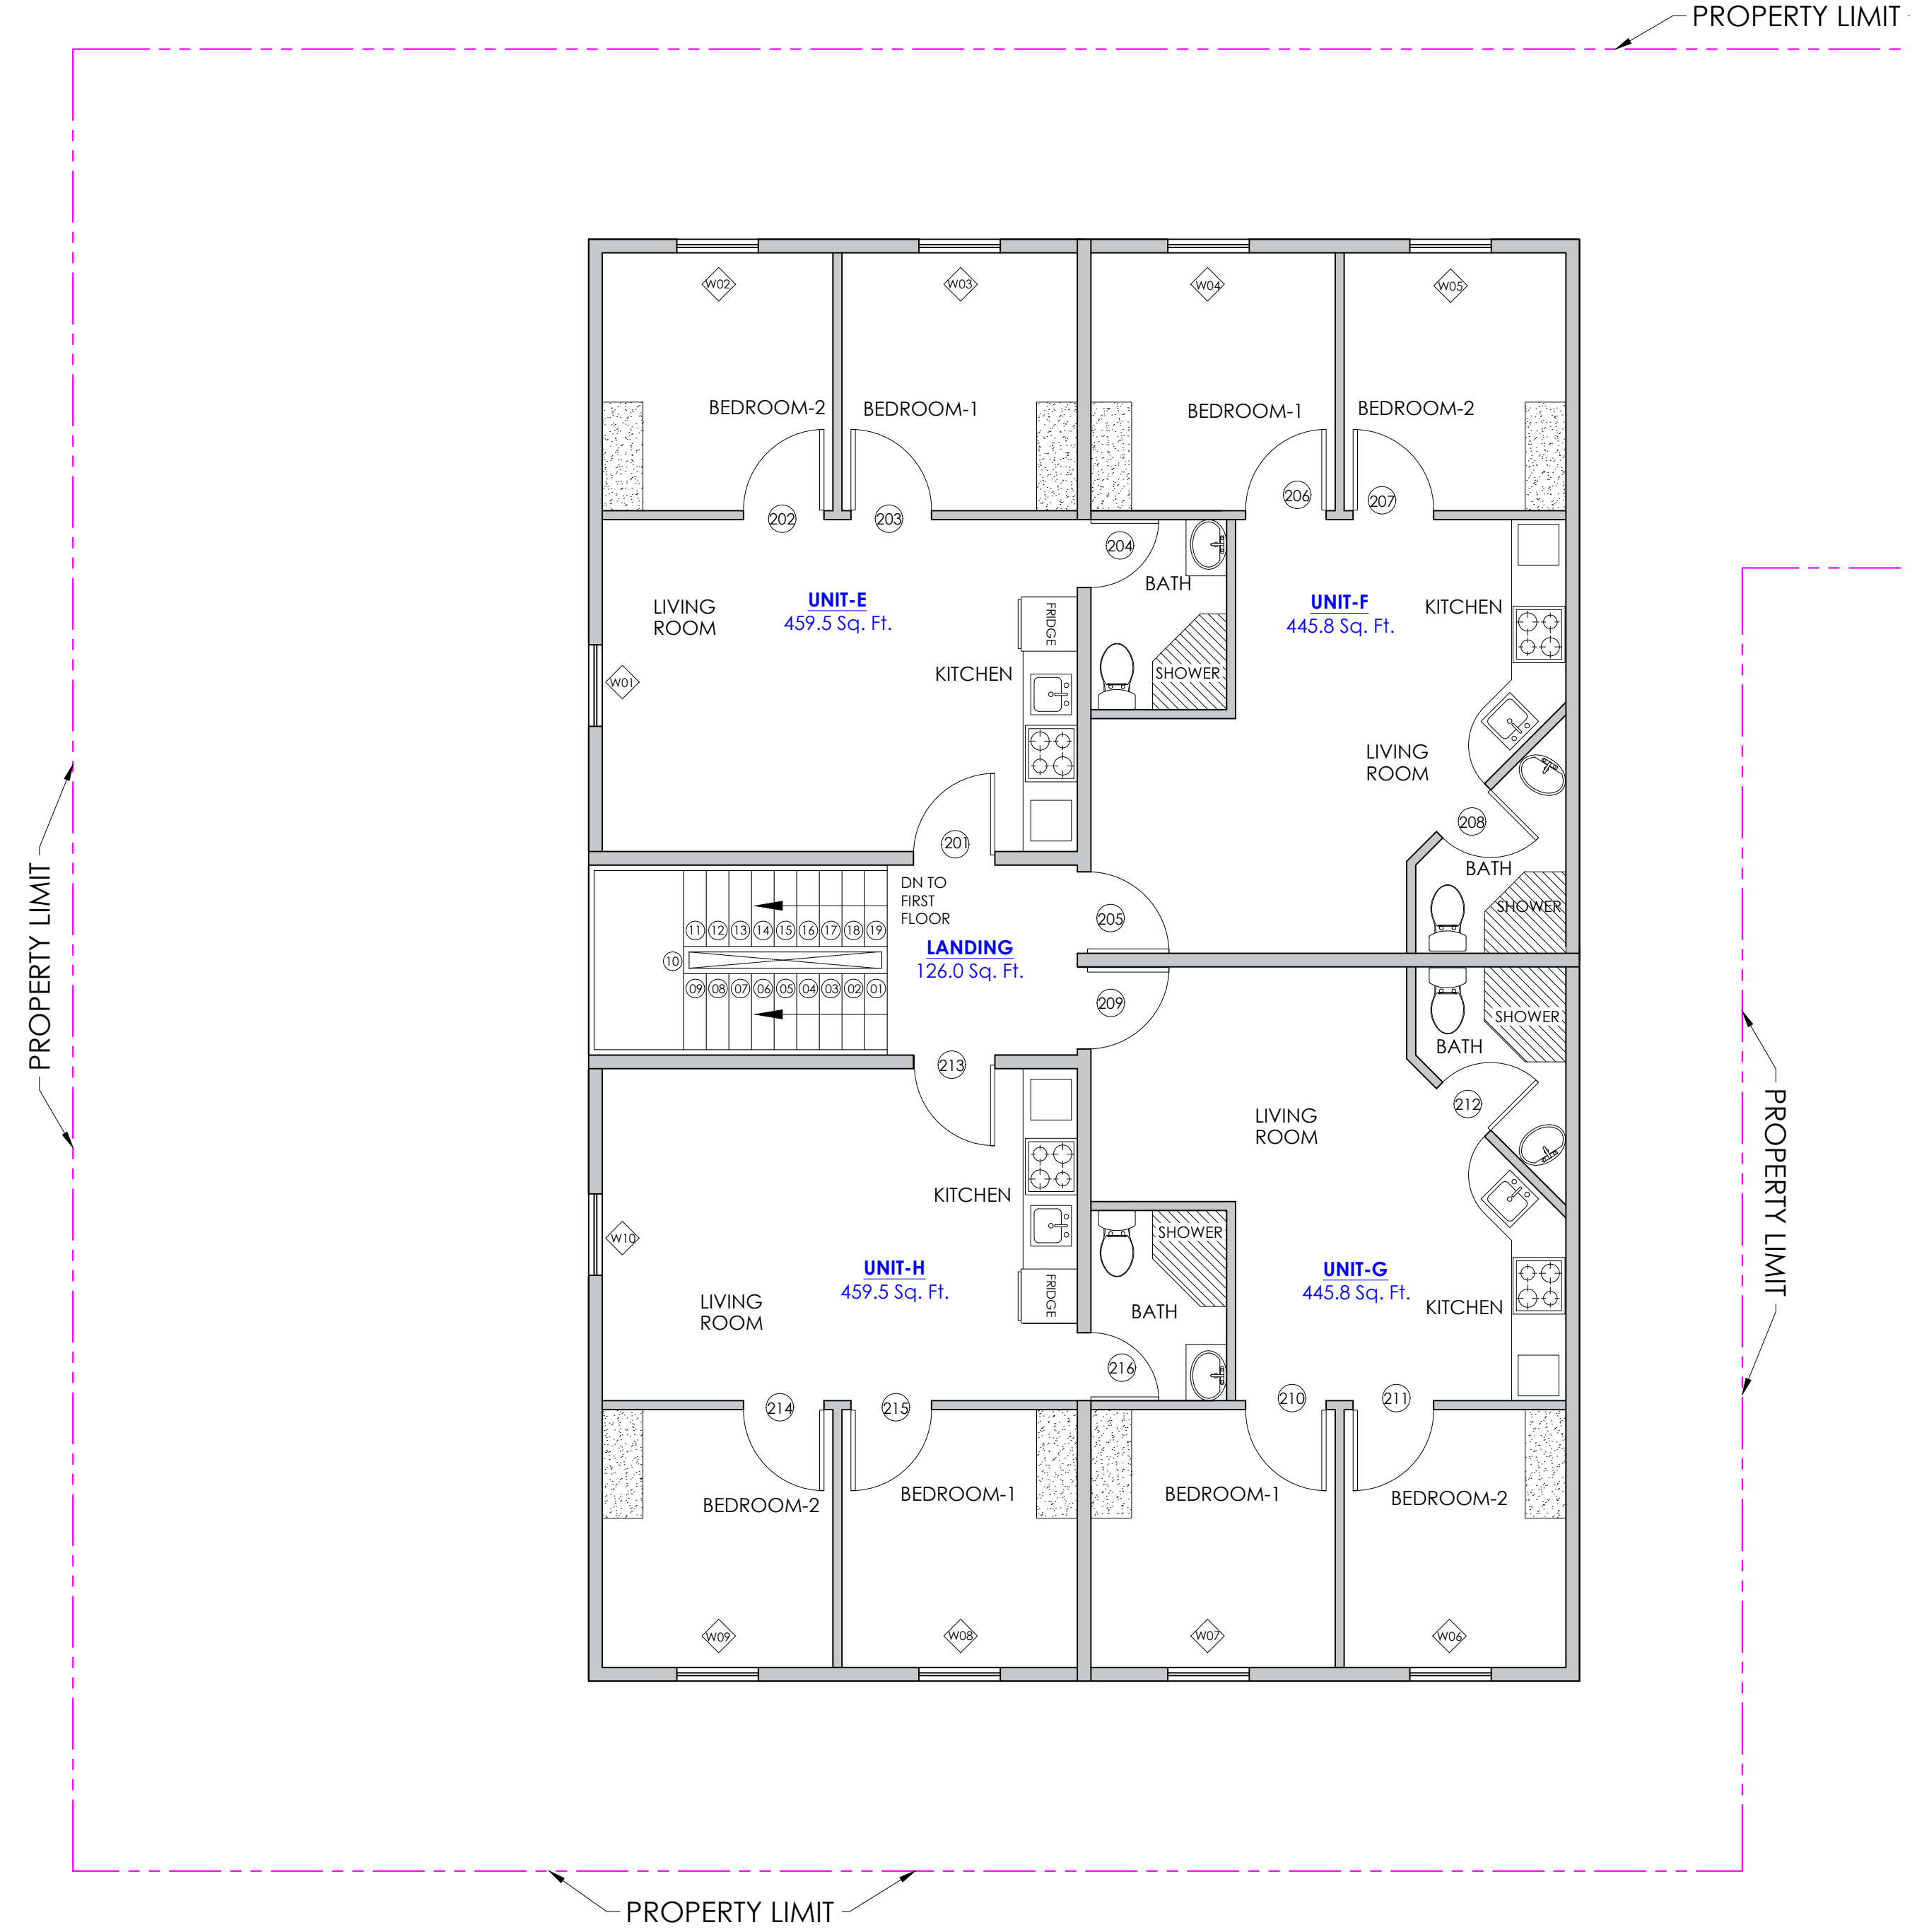 PROPERTY LIMIT
W02
W03
W04
W05
BEDROOM-2
BEDROOM-1
BEDROOM-1
BEDROOM-2
202
203
206
207
204
BATH
LIVING
ROOM
UNIT-E
459.5 Sq. Ft.
FRIDGE
UNIT-F
445.8 Sq. Ft.
KITCHEN
W01
KITCHEN
SHOWER
LIVING
ROOM
201
208
BATH
DN TO
FIRST
FLOOR
205
SHOWER
11 12 13 14 15 16 17 18 19
LANDING
126.0 Sq. Ft.
10
09 08 07 06 05 04 03 02 01
209
SHOWER
BATH
213
212
LIVING
ROOM
KITCHEN
W10
SHOWER
UNIT-H
459.5 Sq. Ft.
FRIDGE
UNIT-G
445.8 Sq. Ft.
LIVING
ROOM
BATH
KITCHEN
216
214
215
210
211
BEDROOM-2
BEDROOM-1
BEDROOM-1
BEDROOM-2
W09
W08
W07
W06
PROPERTY LIMIT
PROPERTY LIMIT
PROPERTY LIMIT